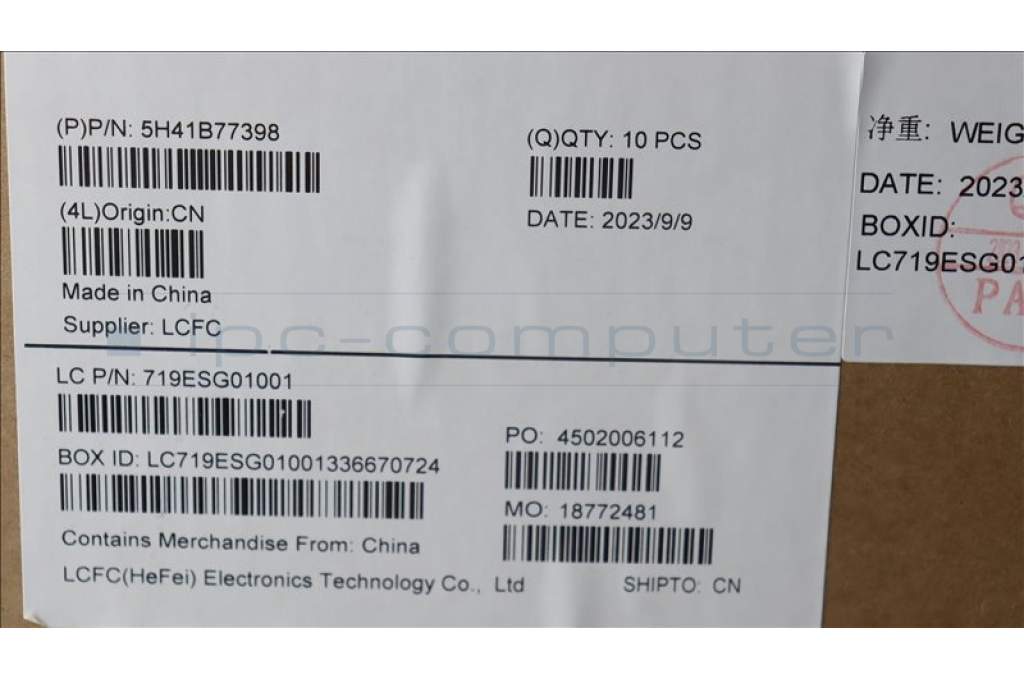 (P)P/N: 5H41B77398
(Q)QTY: 10 PCS
(4L)Origin:CN
DATE: 2023/9/9
Made in China
Supplier: LCFC
LC P/N: 719ESG01001
PO: 4502006112
BOX ID: LC719ESG01001336670724
MO: 18772481
Contains Merchandise From: China
LCFC(HeFei) Electronics Technology Co., Ltd
SHIPTO: CN
净重: WEIG
DATE: 2023
BOXID:
LC719ESG01
PA
ipc-computer